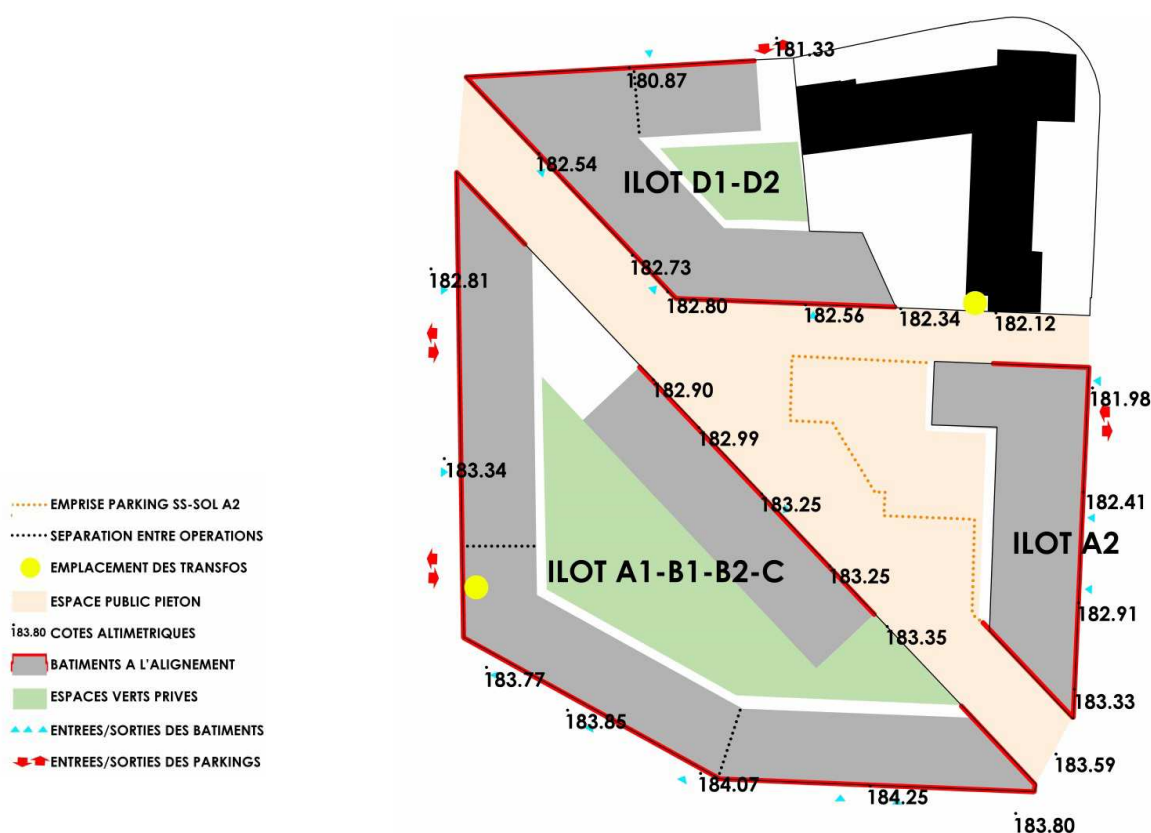 181.33
180.87
182.54
ILOT D1-D2
182.73
182.81
182.80
182.56
182.34
182.12
182.90
181.98
182.99
183.34
183.25
182.41
ILOT A2
ILOT A1-B1-B2-C
183.25
182.91
183.35
183.77
183.33
183.85
183.59
184.07
184.25
183.80
EMPRISE PARKING SS-SOL A2
SEPARATION ENTRE OPERATIONS
EMPLACEMENT DES TRANSFOS
ESPACE PUBLIC PIETON
183.80 COTES ALTIMETRIQUES
BATIMENTS A L'ALIGNEMENT
ESPACES VERTS PRIVES
ENTREES/SORTIES DES BATIMENTS
ENTREES/SORTIES DES PARKINGS